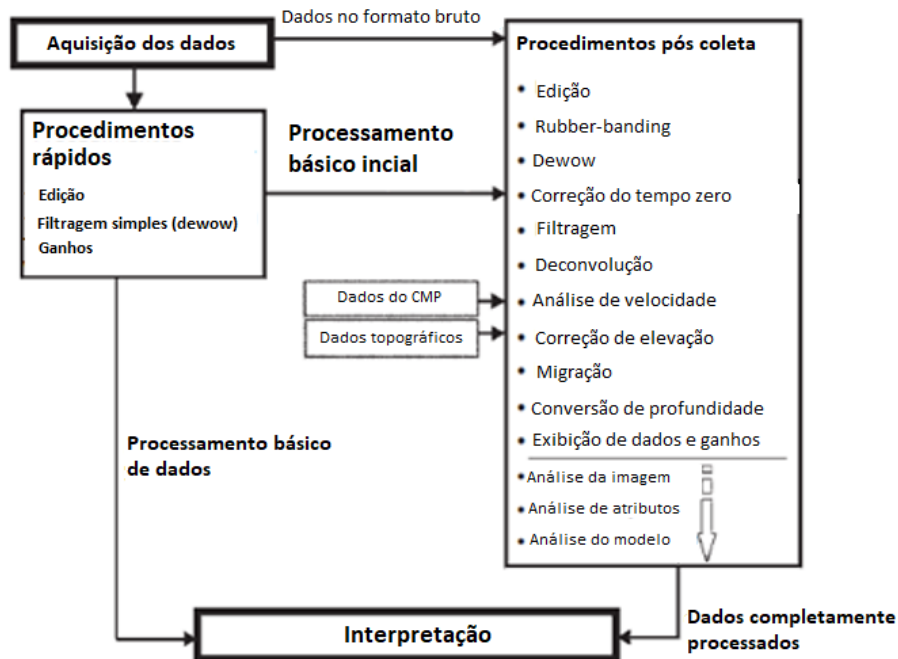 Dados no formato bruto
Aquisição dos dados
Procedimentos
rápidos
Edição
Filtragem simples (dewow)
Ganhos
Processamento
básico incial
Dados do CMP
Dados topográficos
Processamento básico
de dados
Procedimentos pós coleta
• Edição
• Rubber-banding
• Dewow
• Correção do tempo zero
• Filtragem
• Deconvolução
• Análise de velocidade
• Correção de elevação
• Migração
• Conversão de profundidade
• Exibição de dados e ganhos
• Análise da imagem
• Análise de atributos
• Análise do modelo
Dados completamente
processados
Interpretação